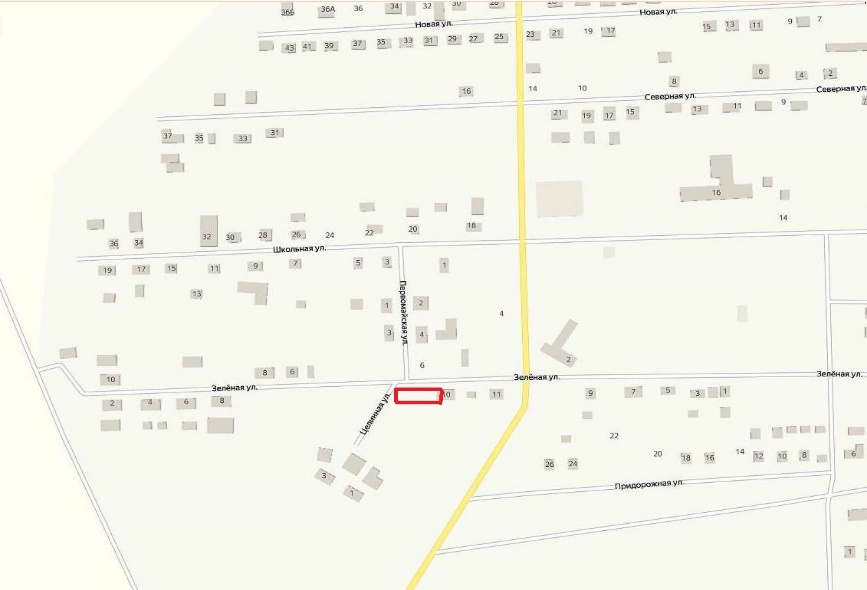 36Б 36А 36 34 32 30 28 26
Новая ул.
Новая ул.
43 41 39 37 35 33 31 29 27 25 23 21 19 17 15 13 11 9 7
6 4 2
8
16 14 10
Северная ул.
Северная ул.
21 19 17 15 13 11 9
37 35 33 31
16
14
36 34 32 30 28 26 24 22 20 18
Школьная ул.
19 17 15 11 9 7 5 3 1
13
1 2
Первомайская ул.
4
3 4
2
6
10 8 6
Зелёная ул.
Зелёная ул.
Зелёная ул.
2 4 6 8
10 11 9 7 5 3 1
Целинная ул.
22
26 24 20 18 16 14 12 10 8 6
3 1
Придорожная ул.
1